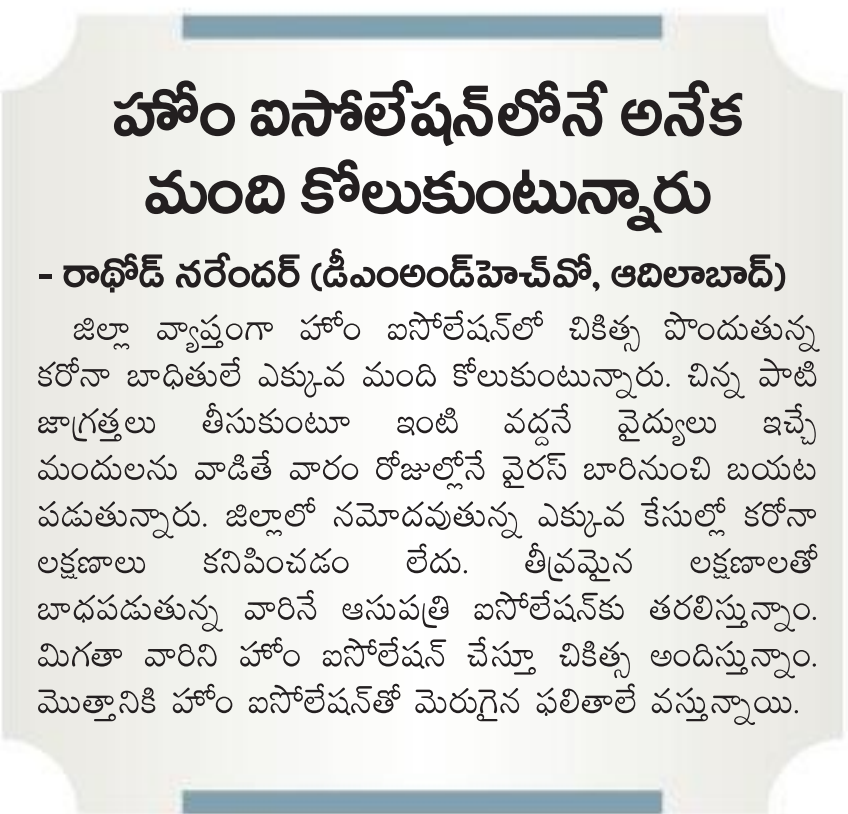 హోం ఐసోలేషన్‌లోనే అనేక
మంది కోలుకుంటున్నారు
- రాథోడ్ నరేందర్ (డీఎంఅండ్‌హెచ్‌వో, ఆదిలాబాద్)
జిల్లా వ్యాప్తంగా హోం ఐసోలేషన్‌లో చికిత్స పొందుతున్న
కరోనా బాధితులే ఎక్కువ మంది కోలుకుంటున్నారు. చిన్న పాటి
జాగ్రత్తలు తీసుకుంటూ ఇంటి వద్దనే వైద్యులు ఇచ్చే
మందులను వాడితే వారం రోజుల్లోనే వైరస్ బారినుంచి బయట
పడుతున్నారు. జిల్లాలో నమోదవుతున్న ఎక్కువ కేసుల్లో కరోనా
లక్షణాలు కనిపించడం లేదు. తీవ్రమైన లక్షణాలతో
బాధపడుతున్న వారినే ఆసుపత్రి ఐసోలేషన్‌కు తరలిస్తున్నాం.
మిగతా వారిని హోం ఐసోలేషన్ చేస్తూ చికిత్స అందిస్తున్నాం.
మొత్తానికి హోం ఐసోలేషన్‌తో మెరుగైన ఫలితాలే వస్తున్నాయి.